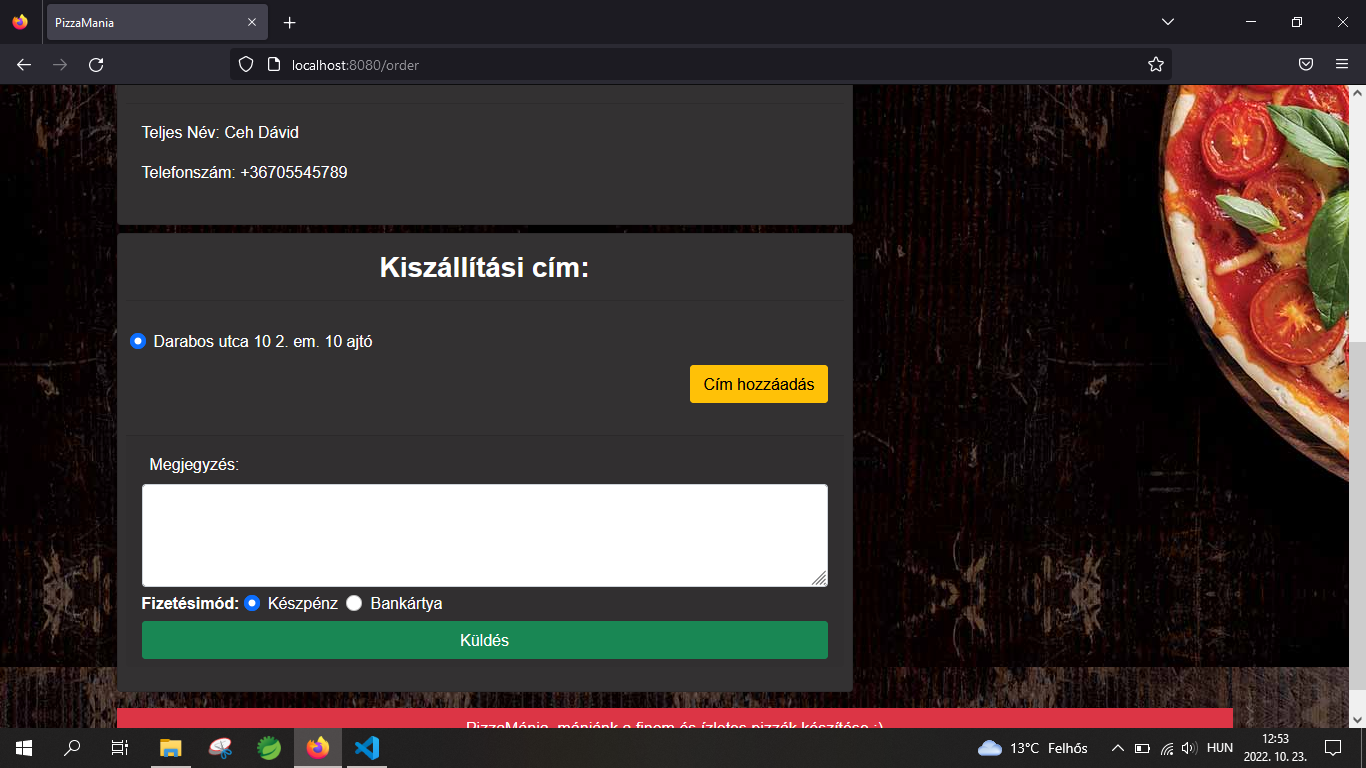 PizzaMania
localhost:8080/order
Teljes Név: Ceh Dávid
Telefonszám: +36705545789
Kiszállítási cím:
Darabos utca 10 2. em. 10 ajtó
Cím hozzáadás
Megjegyzés:
Fizetésimód: Készpénz Bankártya
Küldés
PizzaMánia, mániánk a finom és ízletes pizzák készítése :)
13°C Felhős
HUN
12:53
2022. 10. 23.